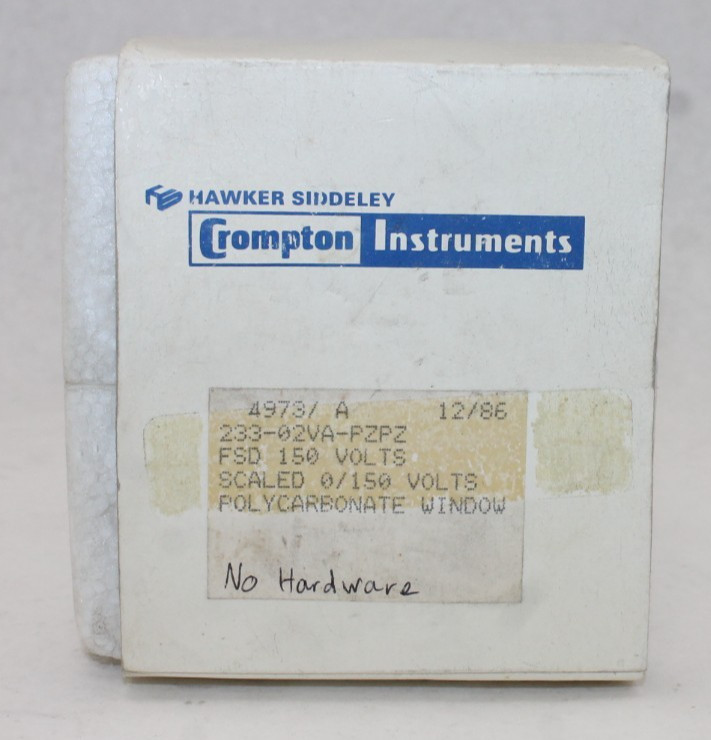 HAWKER SIDDELEY
Crompton Instruments
4973/ A 12/86
233-02VA-PZPZ
FSD 150 VOLTS
SCALED 0/150 VOLTS
POLYCARBONATE WINDOW
No Hardware